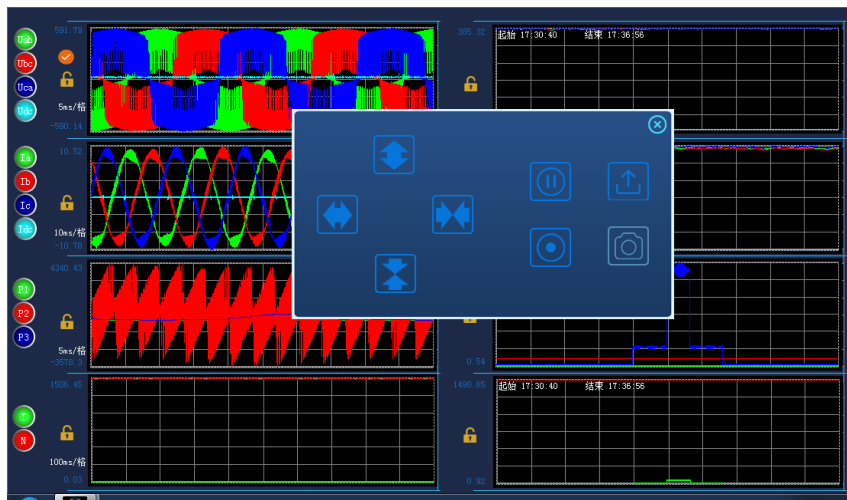 591.79
385.32
起始 17:30:40 结束 17:36:56
Uab
Ubc
Uca
Udc
5ms/格
-590.14
Ia
10.52
Ib
Ic
Idc
10ms/格
-10.78
4340.43
P1
P2
P3
5ms/格
-3578.3
0.54
1506.45
1498.65
起始 17:30:40 结束 17:36:56
T
N
100ms/格
0.03
0.92